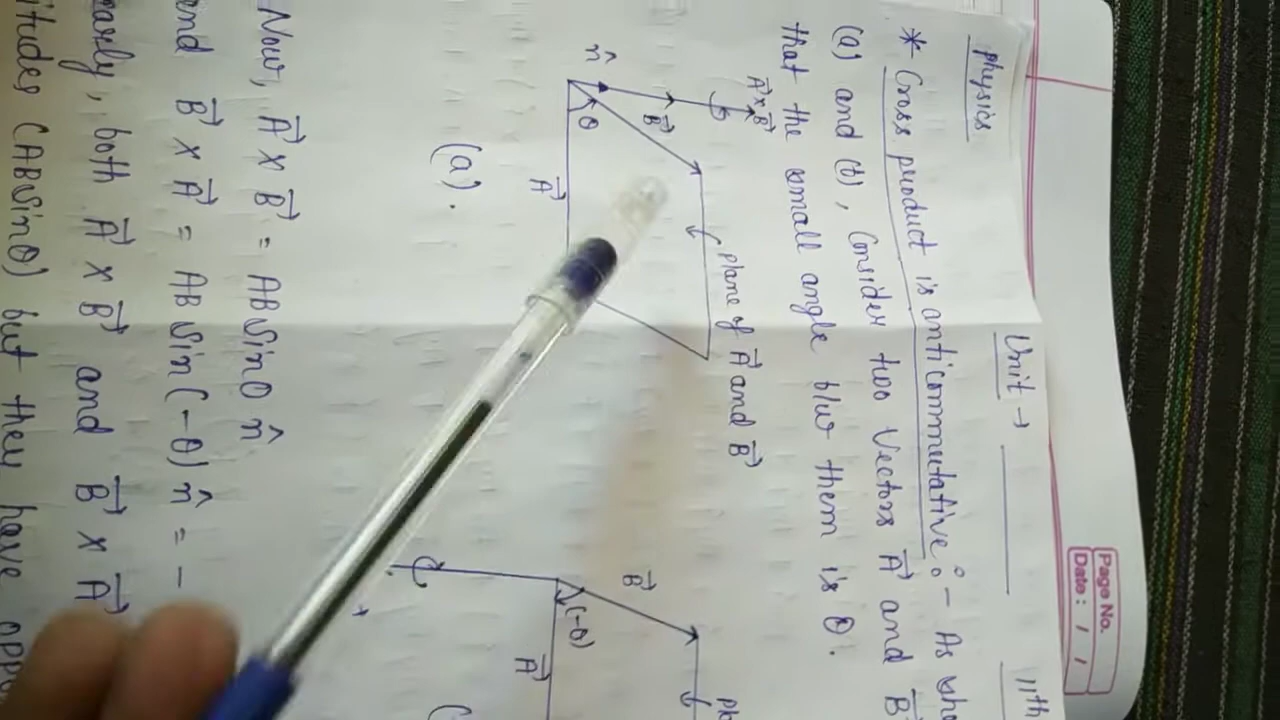 Page No.
Date: / /
Physics Unit → 11th
* Cross product is anticommutative :- As sho
(a) and (b), Consider two Vectors A⃗ and B⃗
that the small angle b/w them is θ.
A⃗ x B⃗
B⃗
n̂
θ
A⃗
plane of A⃗ and B⃗
(a).
B⃗
(-θ)
A⃗
Now, A⃗ x B⃗ = AB Sinθ n̂
and B⃗ x A⃗ = AB Sin(-θ) n̂ = -
early, both A⃗ x B⃗ and B⃗ x A⃗
itudes (ABSinθ) but they have oppo